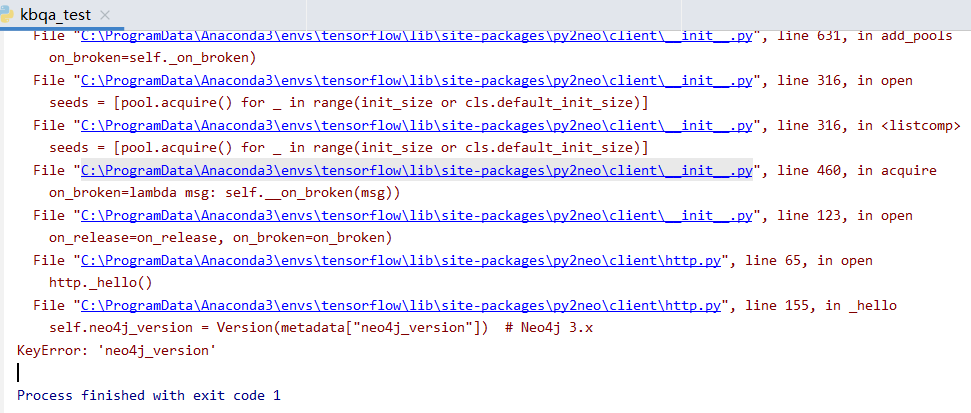 kbqa_test ×
File "C:\ProgramData\Anaconda3\envs\tensorflow\lib\site-packages\py2neo\client\__init__.py", line 631, in add_pools
on_broken=self._on_broken)
File "C:\ProgramData\Anaconda3\envs\tensorflow\lib\site-packages\py2neo\client\__init__.py", line 316, in open
seeds = [pool.acquire() for _ in range(init_size or cls.default_init_size)]
File "C:\ProgramData\Anaconda3\envs\tensorflow\lib\site-packages\py2neo\client\__init__.py", line 316, in <listcomp>
seeds = [pool.acquire() for _ in range(init_size or cls.default_init_size)]
File "C:\ProgramData\Anaconda3\envs\tensorflow\lib\site-packages\py2neo\client\__init__.py", line 460, in acquire
on_broken=lambda msg: self.__on_broken(msg))
File "C:\ProgramData\Anaconda3\envs\tensorflow\lib\site-packages\py2neo\client\__init__.py", line 123, in open
on_release=on_release, on_broken=on_broken)
File "C:\ProgramData\Anaconda3\envs\tensorflow\lib\site-packages\py2neo\client\http.py", line 65, in open
http._hello()
File "C:\ProgramData\Anaconda3\envs\tensorflow\lib\site-packages\py2neo\client\http.py", line 155, in _hello
self.neo4j_version = Version(metadata["neo4j_version"])  # Neo4j 3.x
KeyError: 'neo4j_version'
Process finished with exit code 1